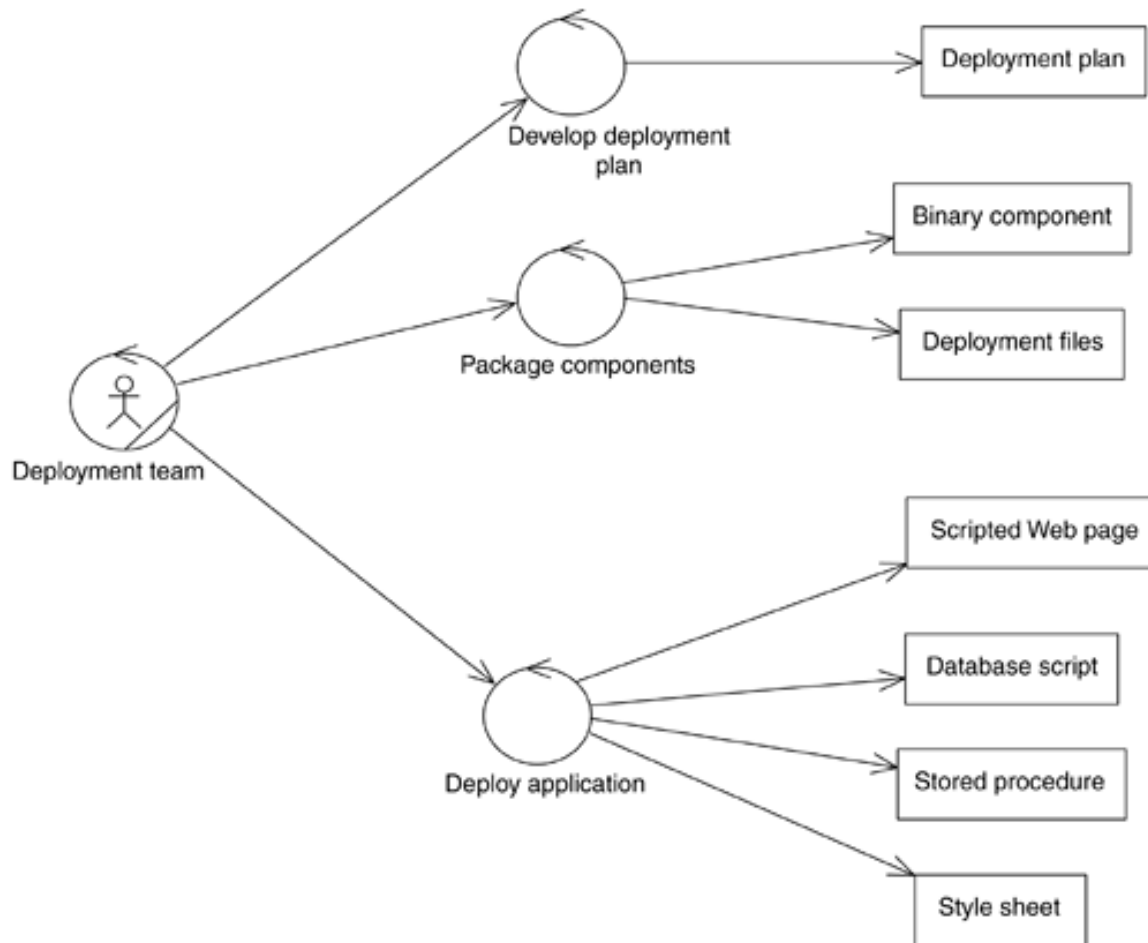 Deployment plan
Develop deployment
plan
Binary component
Deployment files
Package components
Deployment team
Scripted Web page
Database script
Stored procedure
Deploy application
Style sheet